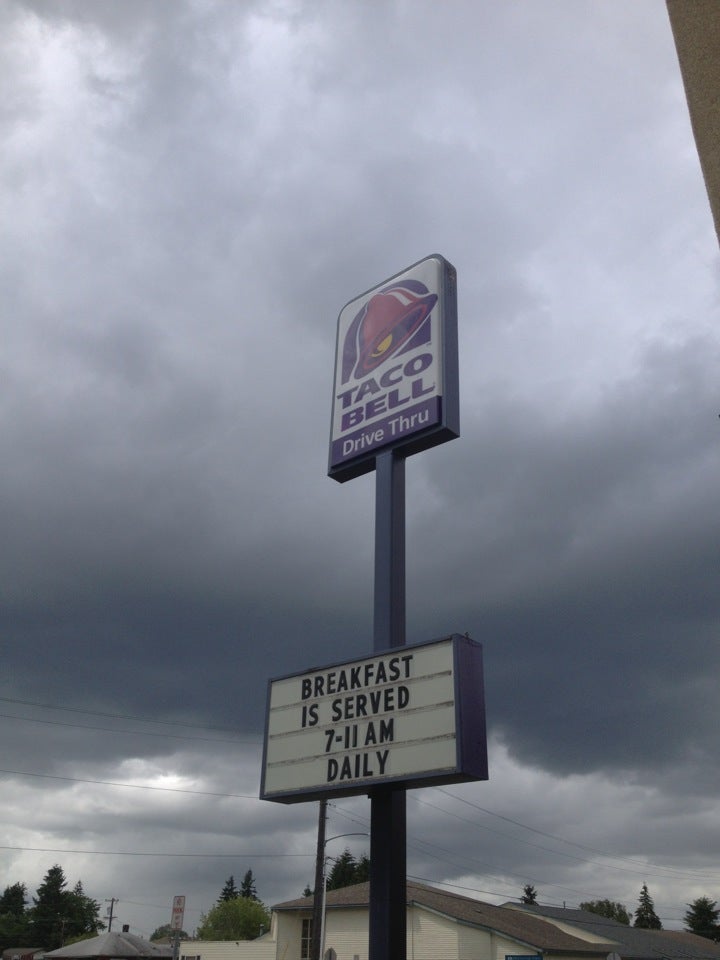 TACO
BELL
Drive Thru
BREAKFAST
IS SERVED
7-11 AM
DAILY